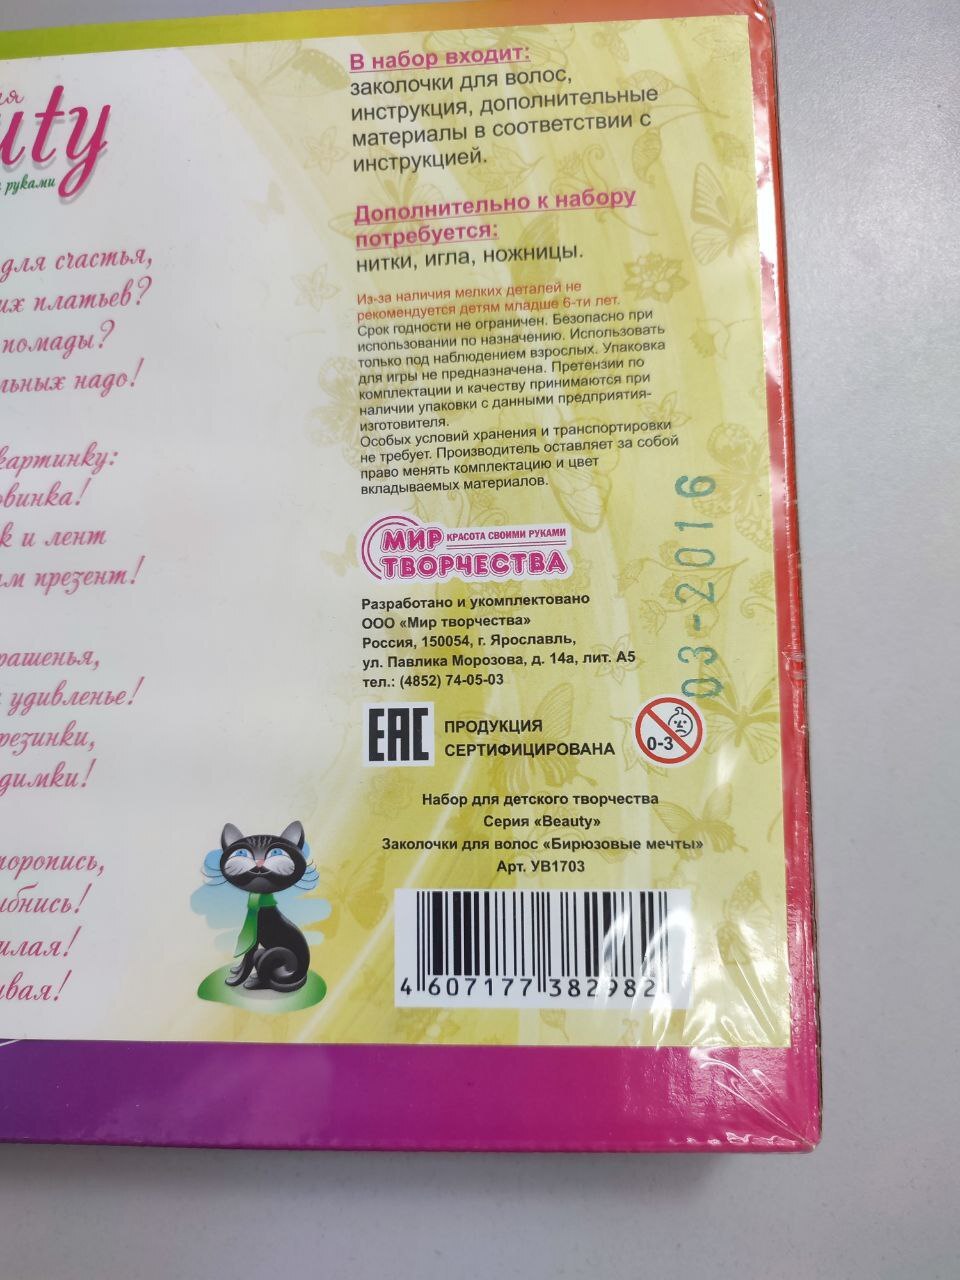 uty
руками
для счастья,
их платьев?
помады?
льных надо!
картинку:
овинка!
к и лент
им презент!
рашенья,
удивленье!
резинки,
димки!
поропись,
ыбнись!
илая!
ивая!
В набор входит:
заколочки для волос,
инструкция, дополнительные
материалы в соответствии с
инструкцией.
Дополнительно к набору
потребуется:
нитки, игла, ножницы.
Из-за наличия мелких деталей не
рекомендуется детям младше 6-ти лет.
Срок годности не ограничен. Безопасно при
использовании по назначению. Использовать
только под наблюдением взрослых. Упаковка
для игры не предназначена. Претензии по
комплектации и качеству принимаются при
наличии упаковки с данными предприятия-
изготовителя.
Особых условий хранения и транспортировки
не требует. Производитель оставляет за собой
право менять комплектацию и цвет
вкладываемых материалов.
03-2016
МИР КРАСОТА СВОИМИ РУКАМИ
ТВОРЧЕСТВА
Разработано и укомплектовано
ООО «Мир творчества»
Россия, 150054, г. Ярославль,
ул. Павлика Морозова, д. 14а, лит. А5
тел.: (4852) 74-05-03
ЕАС ПРОДУКЦИЯ
СЕРТИФИЦИРОВАНА
0-3
Набор для детского творчества
Серия «Beauty»
Заколочки для волос «Бирюзовые мечты»
Арт. УВ1703
4 607177 382982